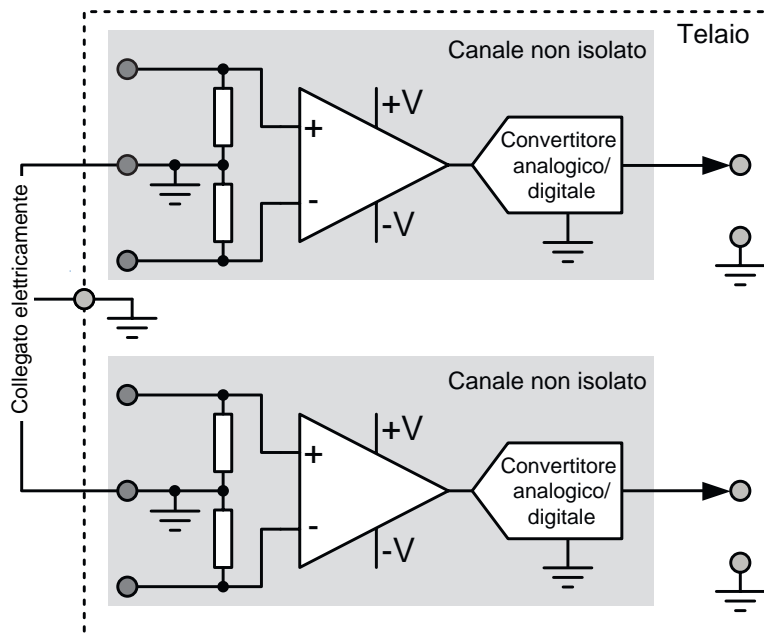 Telaio
Canale non isolato
+V
+
Convertitore
analogico/
digitale
-
-V
Collegato elettricamente
Canale non isolato
+V
+
Convertitore
analogico/
digitale
-
-V